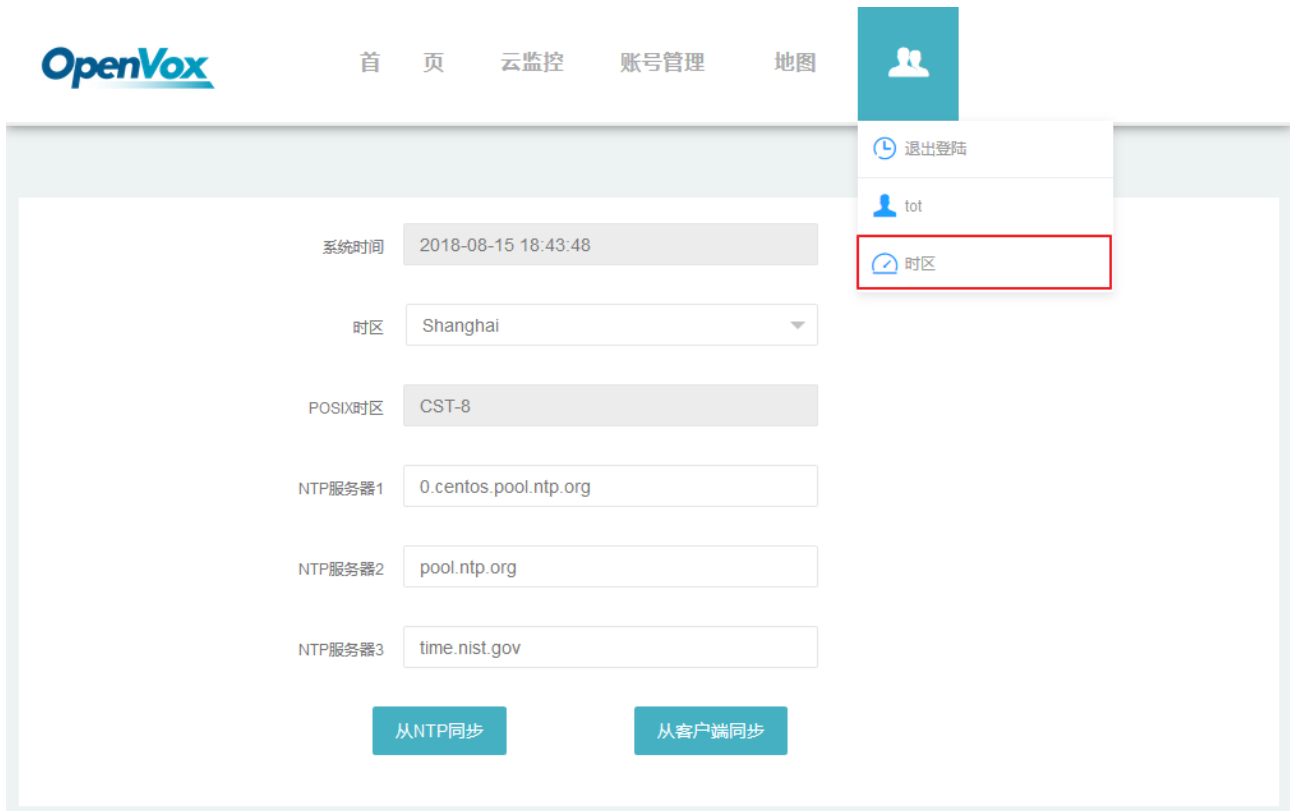 OpenVox 首 页 云监控 账号管理 地图
退出登陆
tot
时区
系统时间 2018-08-15 18:43:48
时区 Shanghai
POSIX时区 CST-8
NTP服务器1 0.centos.pool.ntp.org
NTP服务器2 pool.ntp.org
NTP服务器3 time.nist.gov
从NTP同步 从客户端同步